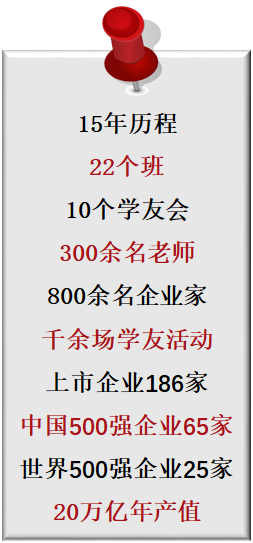 15年历程
22个班
10个学友会
300余名老师
800余名企业家
千余场学友活动
上市企业186家
中国500强企业65家
世界500强企业25家
20万亿年产值